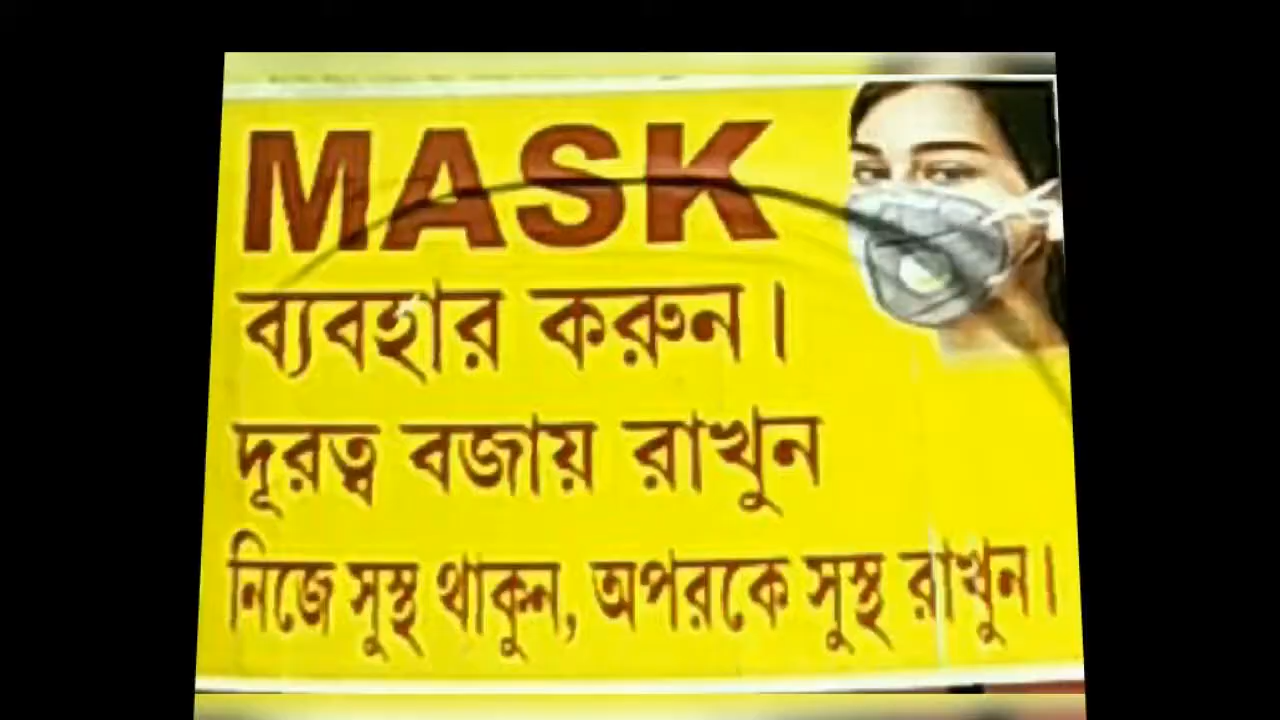 MASK
ব্যবহার করুন।
দূরত্ব বজায় রাখুন
নিজে সুস্থ থাকুন, অপরকে সুস্থ রাখুন।